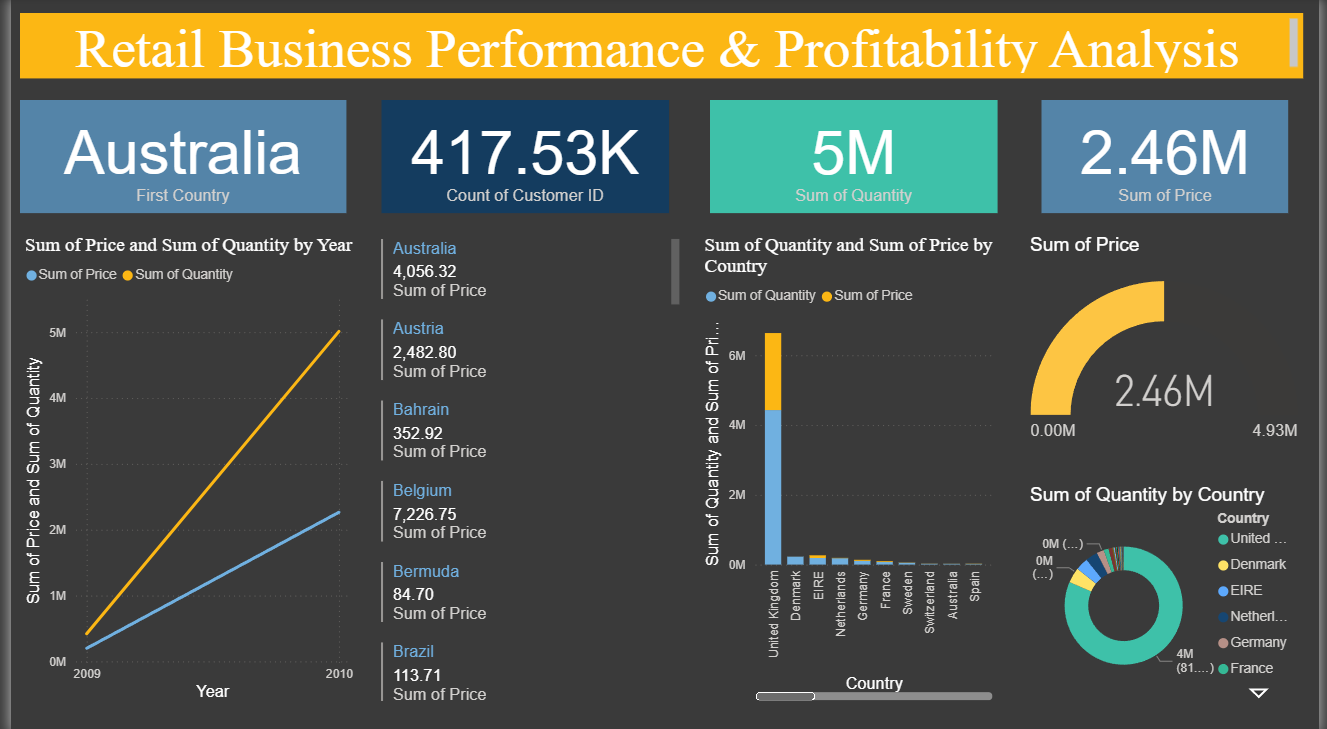 Retail Business Performance & Profitability Analysis
Australia
First Country
417.53K
Count of Customer ID
5M
Sum of Quantity
2.46M
Sum of Price
Sum of Price and Sum of Quantity by Year
Sum of Price Sum of Quantity
Sum of Price and Sum of Quantity
5M
4M
3M
2M
1M
0M
2009 2010
Year
Australia
4,056.32
Sum of Price
Austria
2,482.80
Sum of Price
Bahrain
352.92
Sum of Price
Belgium
7,226.75
Sum of Price
Bermuda
84.70
Sum of Price
Brazil
113.71
Sum of Price
Sum of Quantity and Sum of Price by
Country
Sum of Quantity Sum of Price
Sum of Quantity and Sum of Pri...
6M
4M
2M
0M
United Kingdom
Denmark
EIRE
Netherlands
Germany
France
Sweden
Switzerland
Australia
Spain
Country
Sum of Price
2.46M
0.00M 4.93M
Sum of Quantity by Country
0M (...)
0M
(...)
4M
(81....)
Country
United ...
Denmark
EIRE
Netherl...
Germany
France